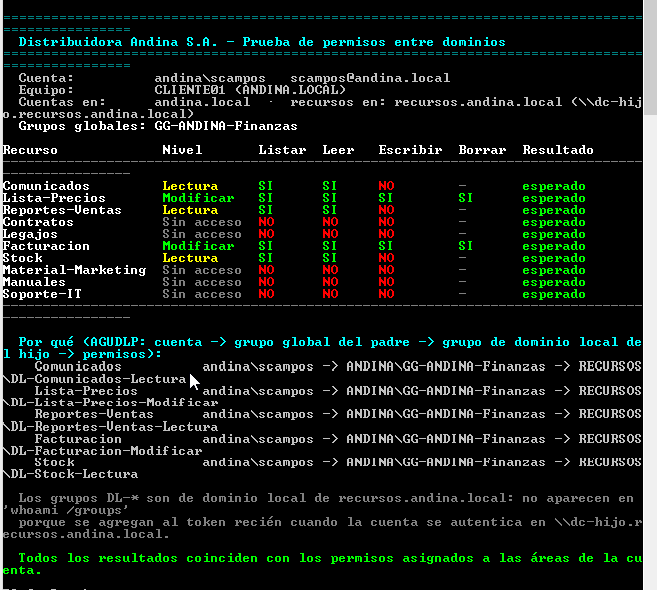 ================================================================================
================
  Distribuidora Andina S.A. - Prueba de permisos entre dominios
================================================================================
================
  Cuenta:          andina\scampos   scampos@andina.local
  Equipo:          CLIENTE01 (ANDINA.LOCAL)
  Cuentas en:      andina.local  ·  recursos en: recursos.andina.local (\\dc-hij
o.recursos.andina.local)
  Grupos globales: GG-ANDINA-Finanzas
Recurso             Nivel       Listar  Leer   Escribir  Borrar  Resultado
--------------------------------------------------------------------------------
----------------
Comunicados         Lectura     SI      SI     NO        -       esperado
Lista-Precios       Modificar   SI      SI     SI        SI      esperado
Reportes-Ventas     Lectura     SI      SI     NO        -       esperado
Contratos           Sin acceso  NO      NO     NO        -       esperado
Legajos             Sin acceso  NO      NO     NO        -       esperado
Facturacion         Modificar   SI      SI     SI        SI      esperado
Stock               Lectura     SI      SI     NO        -       esperado
Material-Marketing  Sin acceso  NO      NO     NO        -       esperado
Manuales            Sin acceso  NO      NO     NO        -       esperado
Soporte-IT          Sin acceso  NO      NO     NO        -       esperado
--------------------------------------------------------------------------------
----------------
  Por qué (AGUDLP: cuenta -> grupo global del padre -> grupo de dominio local de
l hijo -> permisos):
    Comunicados          andina\scampos -> ANDINA\GG-ANDINA-Finanzas -> RECURSOS
\DL-Comunicados-Lectura
    Lista-Precios        andina\scampos -> ANDINA\GG-ANDINA-Finanzas -> RECURSOS
\DL-Lista-Precios-Modificar
    Reportes-Ventas      andina\scampos -> ANDINA\GG-ANDINA-Finanzas -> RECURSOS
\DL-Reportes-Ventas-Lectura
    Facturacion          andina\scampos -> ANDINA\GG-ANDINA-Finanzas -> RECURSOS
\DL-Facturacion-Modificar
    Stock                andina\scampos -> ANDINA\GG-ANDINA-Finanzas -> RECURSOS
\DL-Stock-Lectura
  Los grupos DL-* son de dominio local de recursos.andina.local: no aparecen en
'whoami /groups'
  porque se agregan al token recién cuando la cuenta se autentica en \\dc-hijo.r
ecursos.andina.local.
  Todos los resultados coinciden con los permisos asignados a las áreas de la cu
enta.